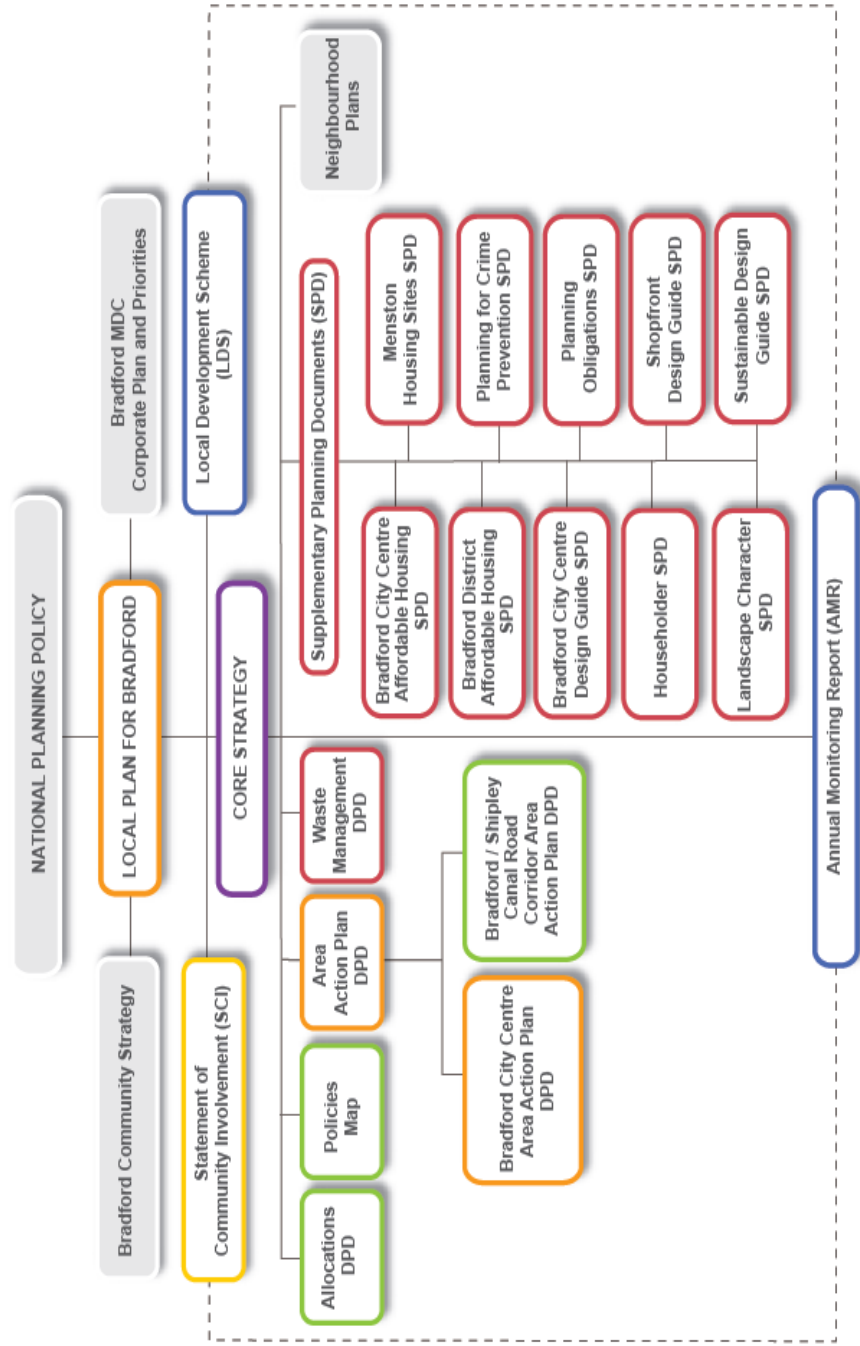 NATIONAL PLANNING POLICY
Bradford Community Strategy
LOCAL PLAN FOR BRADFORD
Bradford MDC
Corporate Plan and Priorities
Statement of
Community Involvement (SCI)
Local Development Scheme
(LDS)
CORE STRATEGY
Allocations
DPD
Policies
Map
Area
Action Plan
DPD
Waste
Management
DPD
Supplementary Planning Documents (SPD)
Neighbourhood
Plans
Bradford City Centre
Area Action Plan
DPD
Bradford / Shipley
Canal Road
Corridor Area
Action Plan DPD
Bradford City Centre
Affordable Housing
SPD
Menston
Housing Sites SPD
Bradford District
Affordable Housing
SPD
Planning for Crime
Prevention SPD
Bradford City Centre
Design Guide SPD
Planning
Obligations SPD
Householder SPD
Shopfront
Design Guide SPD
Landscape Character
SPD
Sustainable Design
Guide SPD
Annual Monitoring Report (AMR)